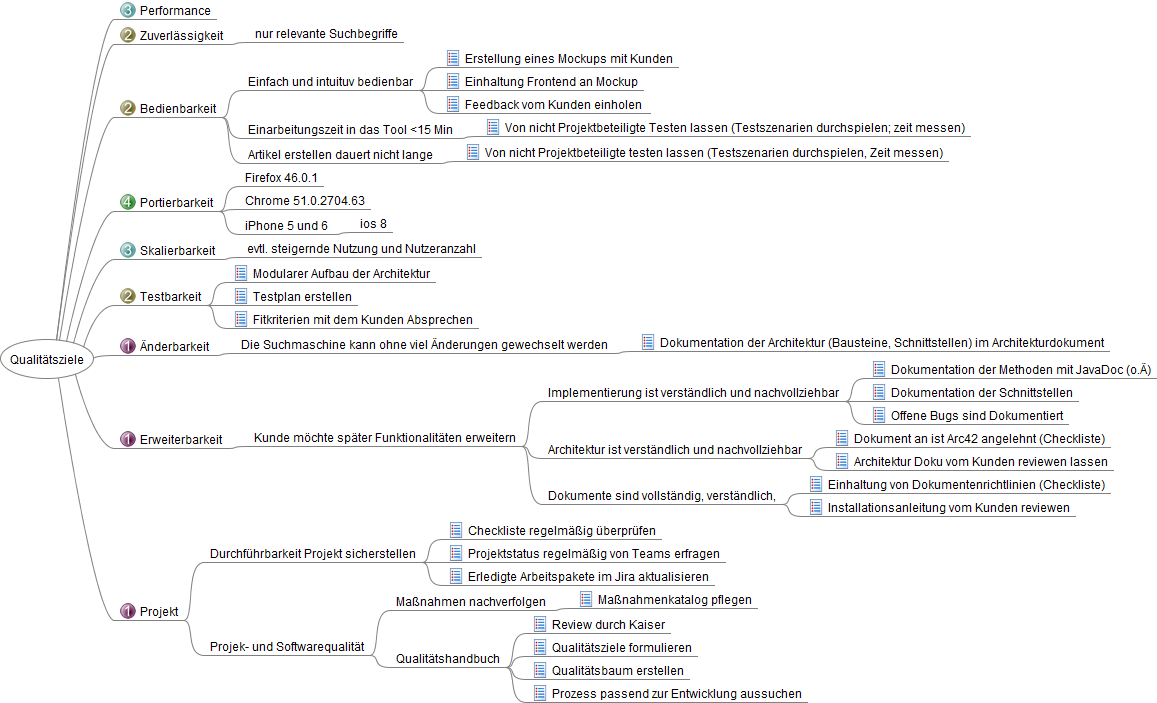 3 Performance
2 Zuverlässigkeit
nur relevante Suchbegriffe
2 Bedienbarkeit
Einfach und intuituv bedienbar
Erstellung eines Mockups mit Kunden
Einhaltung Frontend an Mockup
Feedback vom Kunden einholen
Einarbeitungszeit in das Tool <15 Min
Von nicht Projektbeteiligte Testen lassen (Testszenarien durchspielen; zeit messen)
Artikel erstellen dauert nicht lange
Von nicht Projektbeteiligte testen lassen (Testszenarien durchspielen, Zeit messen)
4 Portierbarkeit
Firefox 46.0.1
Chrome 51.0.2704.63
iPhone 5 und 6
ios 8
3 Skalierbarkeit
evtl. steigernde Nutzung und Nutzeranzahl
2 Testbarkeit
Modularer Aufbau der Architektur
Testplan erstellen
Fitkriterien mit dem Kunden Absprechen
Qualitätsziele
1 Änderbarkeit
Die Suchmaschine kann ohne viel Änderungen gewechselt werden
Dokumentation der Architektur (Bausteine, Schnittstellen) im Architekturdokument
1 Erweiterbarkeit
Kunde möchte später Funktionalitäten erweitern
Implementierung ist verständlich und nachvollziehbar
Dokumentation der Methoden mit JavaDoc (o.Ä)
Dokumentation der Schnittstellen
Offene Bugs sind Dokumentiert
Architektur ist verständlich und nachvollziehbar
Dokument an ist Arc42 angelehnt (Checkliste)
Architektur Doku vom Kunden reviewen lassen
Dokumente sind vollständig, verständlich,
Einhaltung von Dokumentenrichtlinien (Checkliste)
Installationsanleitung vom Kunden reviewen
1 Projekt
Durchführbarkeit Projekt sicherstellen
Checkliste regelmäßig überprüfen
Projektstatus regelmäßig von Teams erfragen
Erledigte Arbeitspakete im Jira aktualisieren
Projek- und Softwarequalität
Maßnahmen nachverfolgen
Maßnahmenkatalog pflegen
Qualitätshandbuch
Review durch Kaiser
Qualitätsziele formulieren
Qualitätsbaum erstellen
Prozess passend zur Entwicklung aussuchen